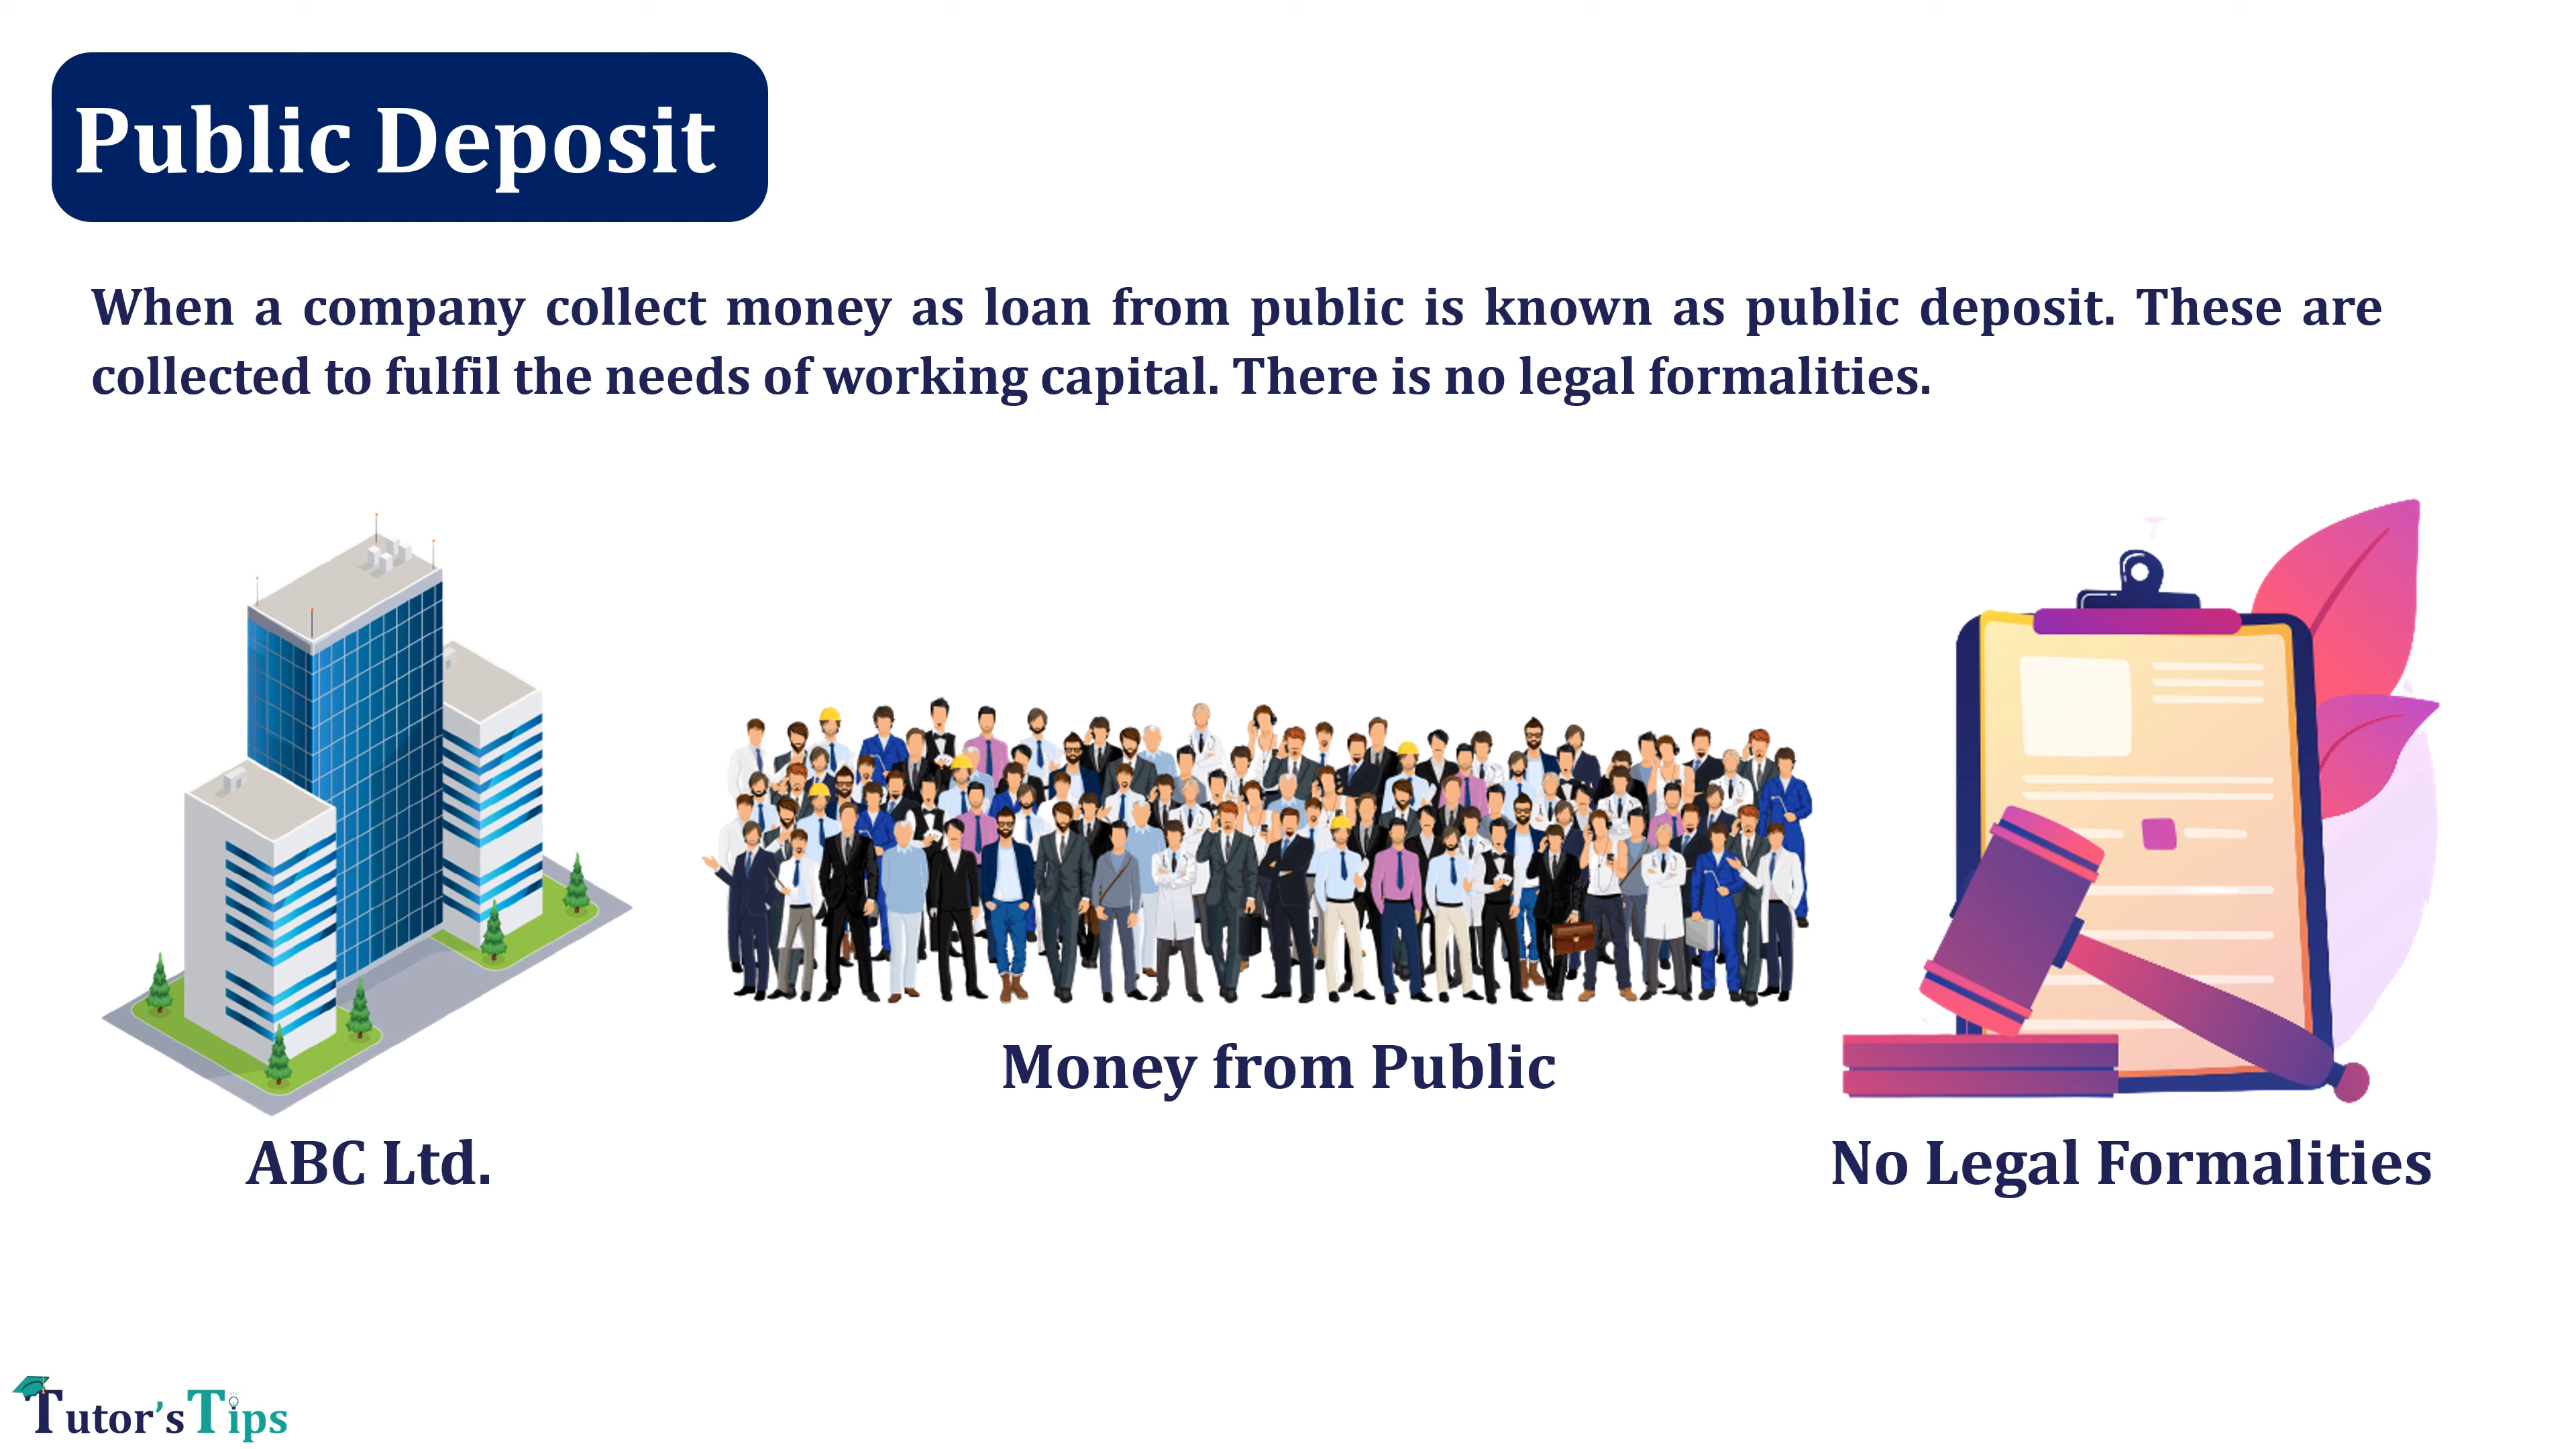 Public Deposit
When a company collect money as loan from public is known as public deposit. These are
collected to fulfil the needs of working capital. There is no legal formalities.
Money from Public
ABC Ltd.
No Legal Formalities
Tutor'sTips